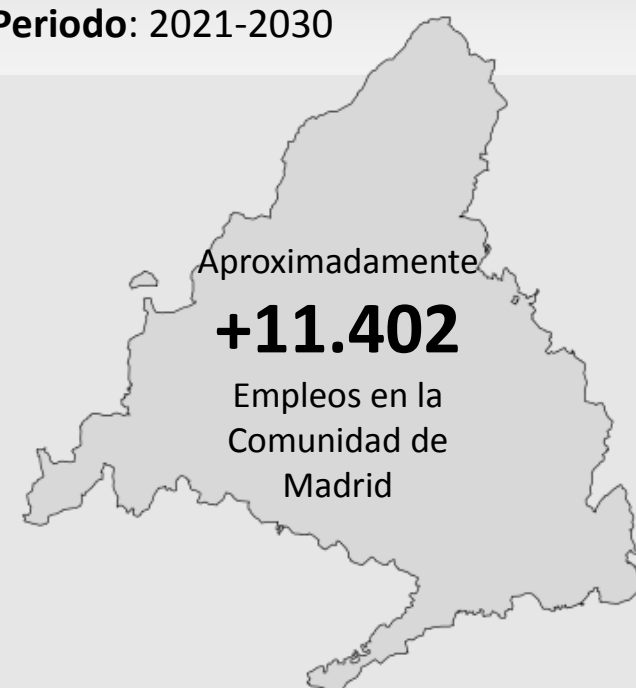 Periodo: 2021-2030
Aproximadamente
+11.402
Empleos en la
Comunidad de
Madrid